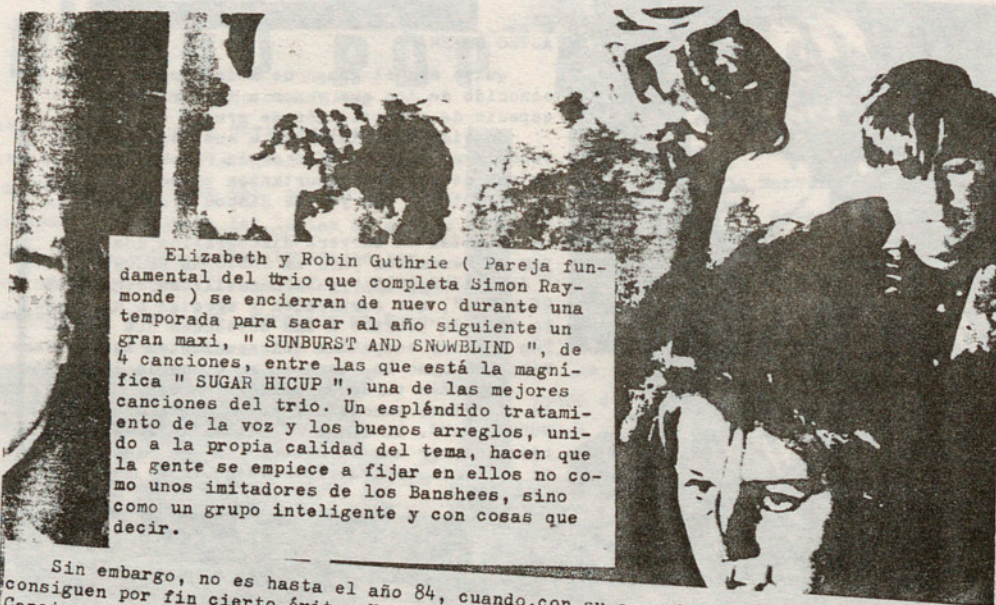 Elizabeth y Robin Guthrie ( Pareja fun-
damental del ttrio que completa Simon Ray-
monde ) se encierran de nuevo durante una
temporada para sacar al año siguiente un
gran maxi, " SUNBURST AND SNOWBLIND ", de
4 canciones, entre las que está la magní-
fica " SUGAR HICUP ", una de las mejores
canciones del trio. Un espléndido tratami-
ento de la voz y los buenos arreglos, uni-
do a la propia calidad del tema, hacen que
la gente se empiece a fijar en ellos no co-
mo unos imitadores de los Banshees, sino
como un grupo inteligente y con cosas que
decir.
Sin embargo, no es hasta el año 84, cuando,con su
consiguen por fin cierto